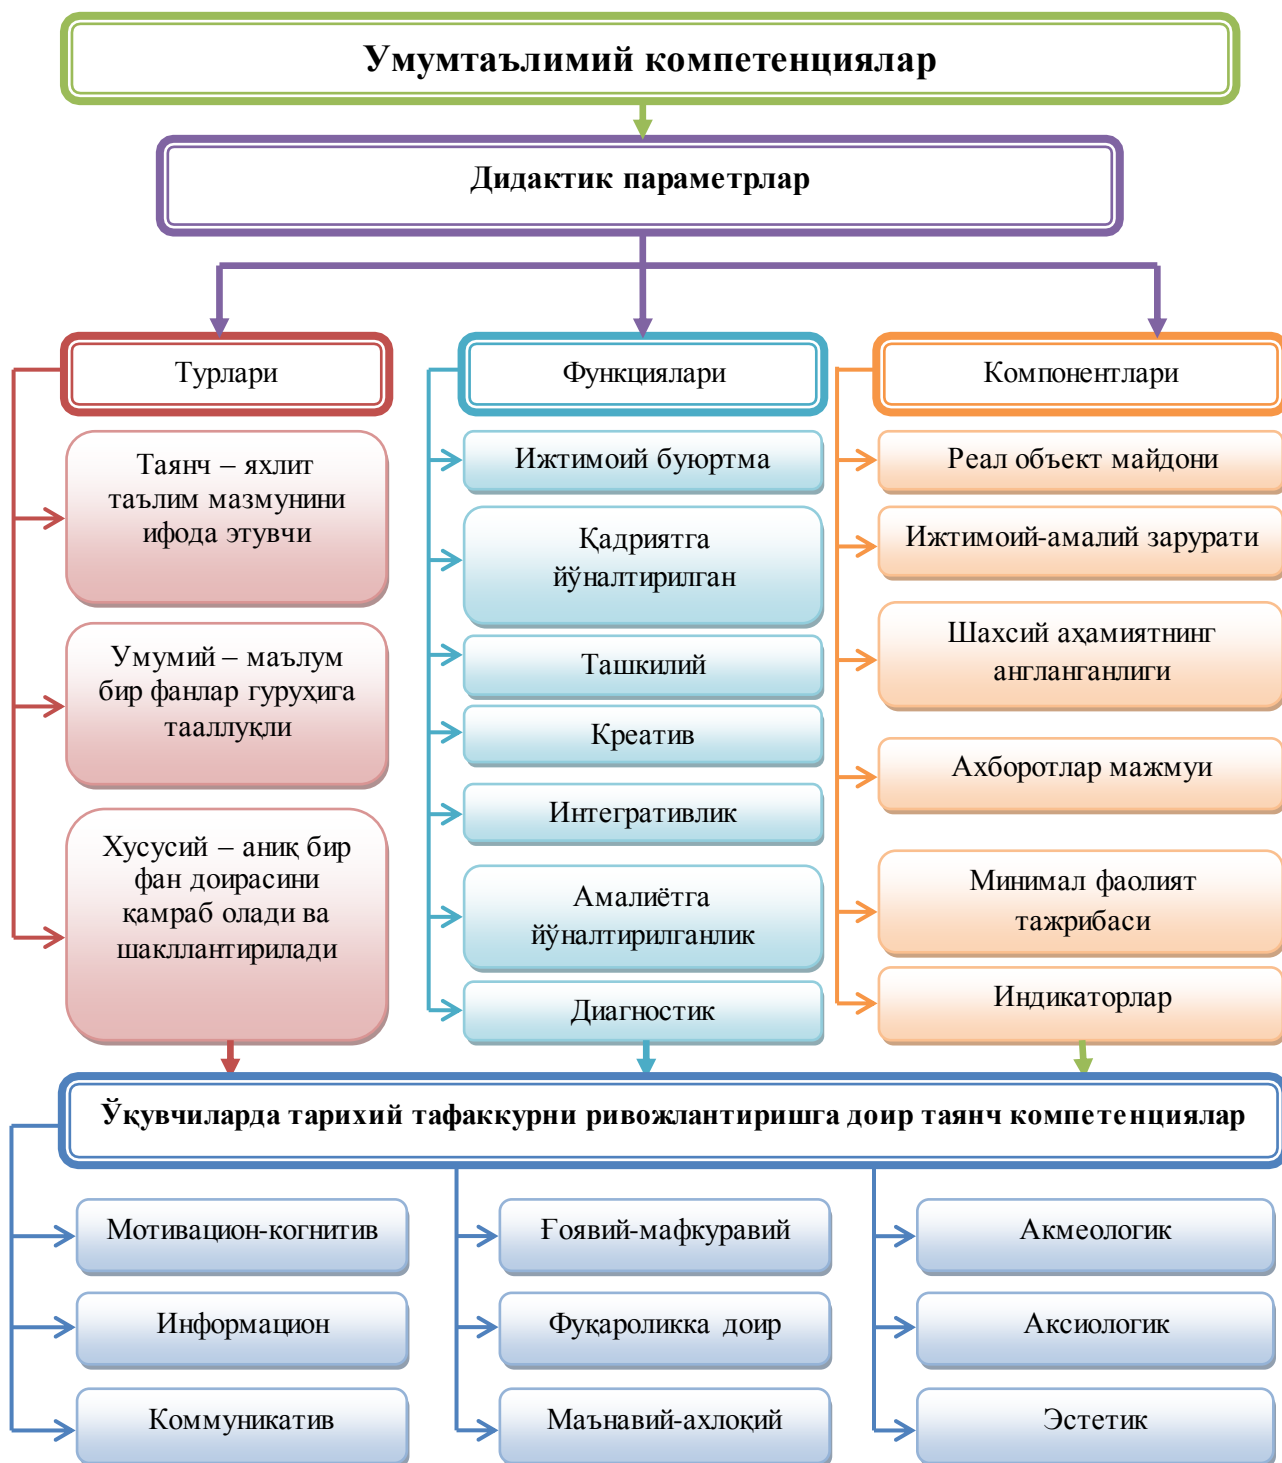 Умумтаълимий компетенциялар
Дидактик параметрлар
Турлари
Таянч – яхлит
таълим мазмунини
ифода этувчи
Умумий – маълум
бир фанлар гуруҳига
тааллуқли
Хусусий – аниқ бир
фан доирасини
қамраб олади ва
шакллантирилади
Функциялари
Ижтимоий буюртма
Қадриятга
йўналтирилган
Ташкилий
Креатив
Интегративлик
Амалиётга
йўналтирилганлик
Диагностик
Компонентлари
Реал объект майдони
Ижтимоий-амалий зарурати
Шахсий аҳамиятнинг
англанганлиги
Ахборотлар мажмуи
Минимал фаолият
тажрибаси
Индикаторлар
Ўқувчиларда тарихий тафаккурни ривожлантиришга доир таянч компетенциялар
Мотивацион-когнитив
Информацион
Коммуникатив
Ғоявий-мафкуравий
Фуқароликка доир
Маънавий-ахлоқий
Акмеологик
Аксиологик
Эстетик